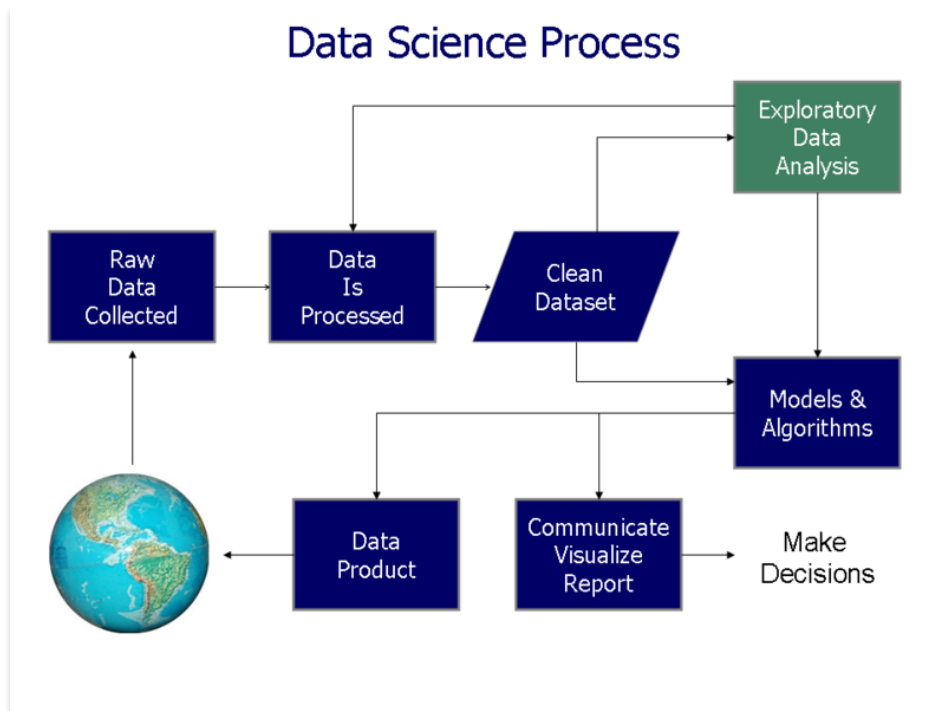 Data Science Process
Exploratory
Data
Analysis
Raw
Data
Collected
Data
Is
Processed
Clean
Dataset
Models &
Algorithms
Data
Product
Communicate
Visualize
Report
Make
Decisions